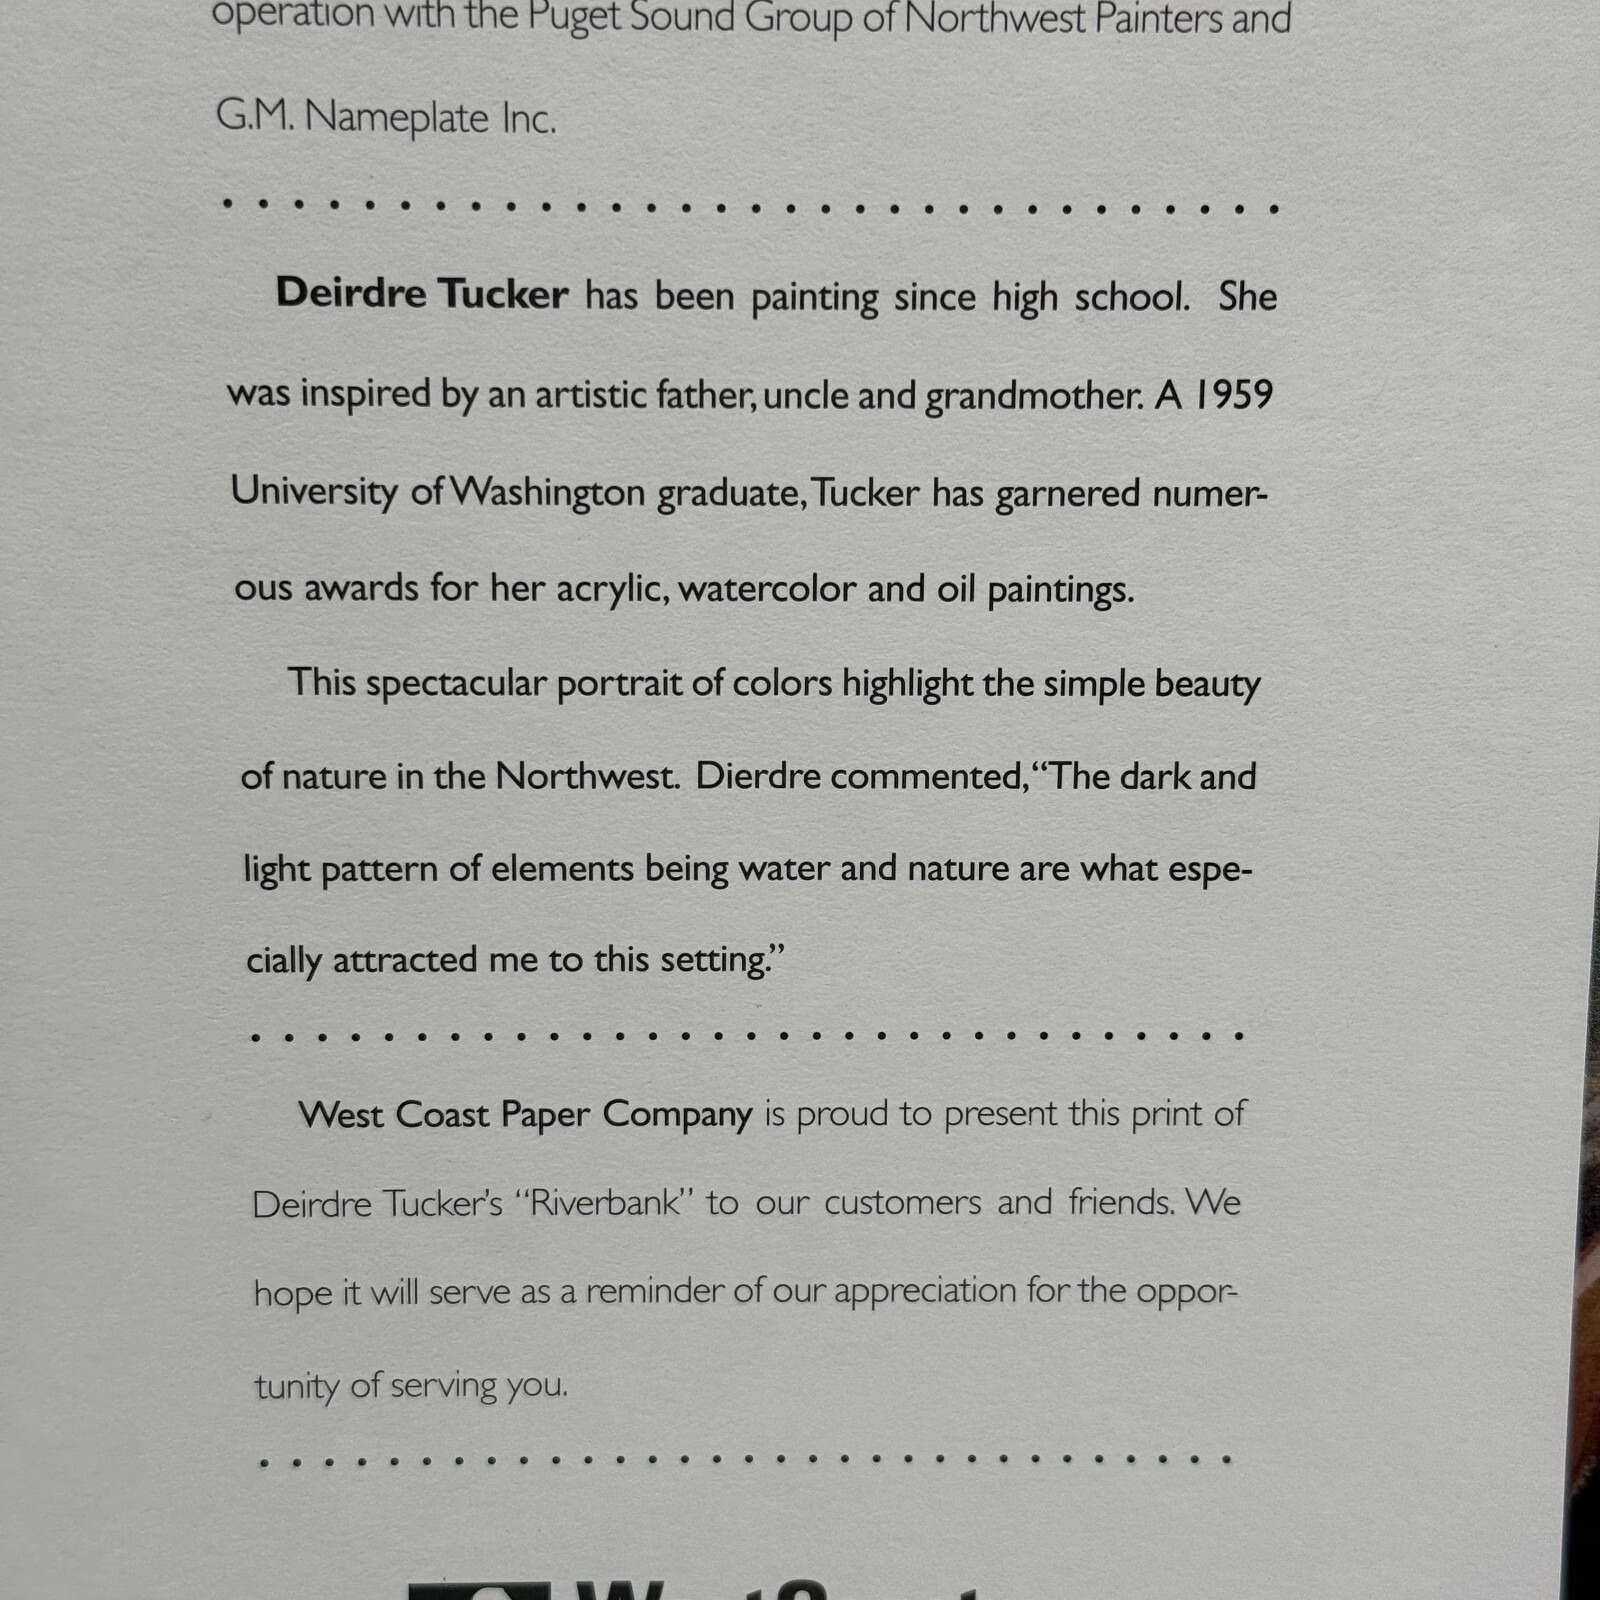 operation with the Puget Sound Group of Northwest Painters and
G.M. Nameplate Inc.
Deirdre Tucker has been painting since high school. She
was inspired by an artistic father, uncle and grandmother. A 1959
University of Washington graduate, Tucker has garnered numer-
ous awards for her acrylic, watercolor and oil paintings.
This spectacular portrait of colors highlight the simple beauty
of nature in the Northwest. Dierdre commented, “The dark and
light pattern of elements being water and nature are what espe-
cially attracted me to this setting.”
West Coast Paper Company is proud to present this print of
Deirdre Tucker's “Riverbank” to our customers and friends. We
hope it will serve as a reminder of our appreciation for the oppor-
tunity of serving you.